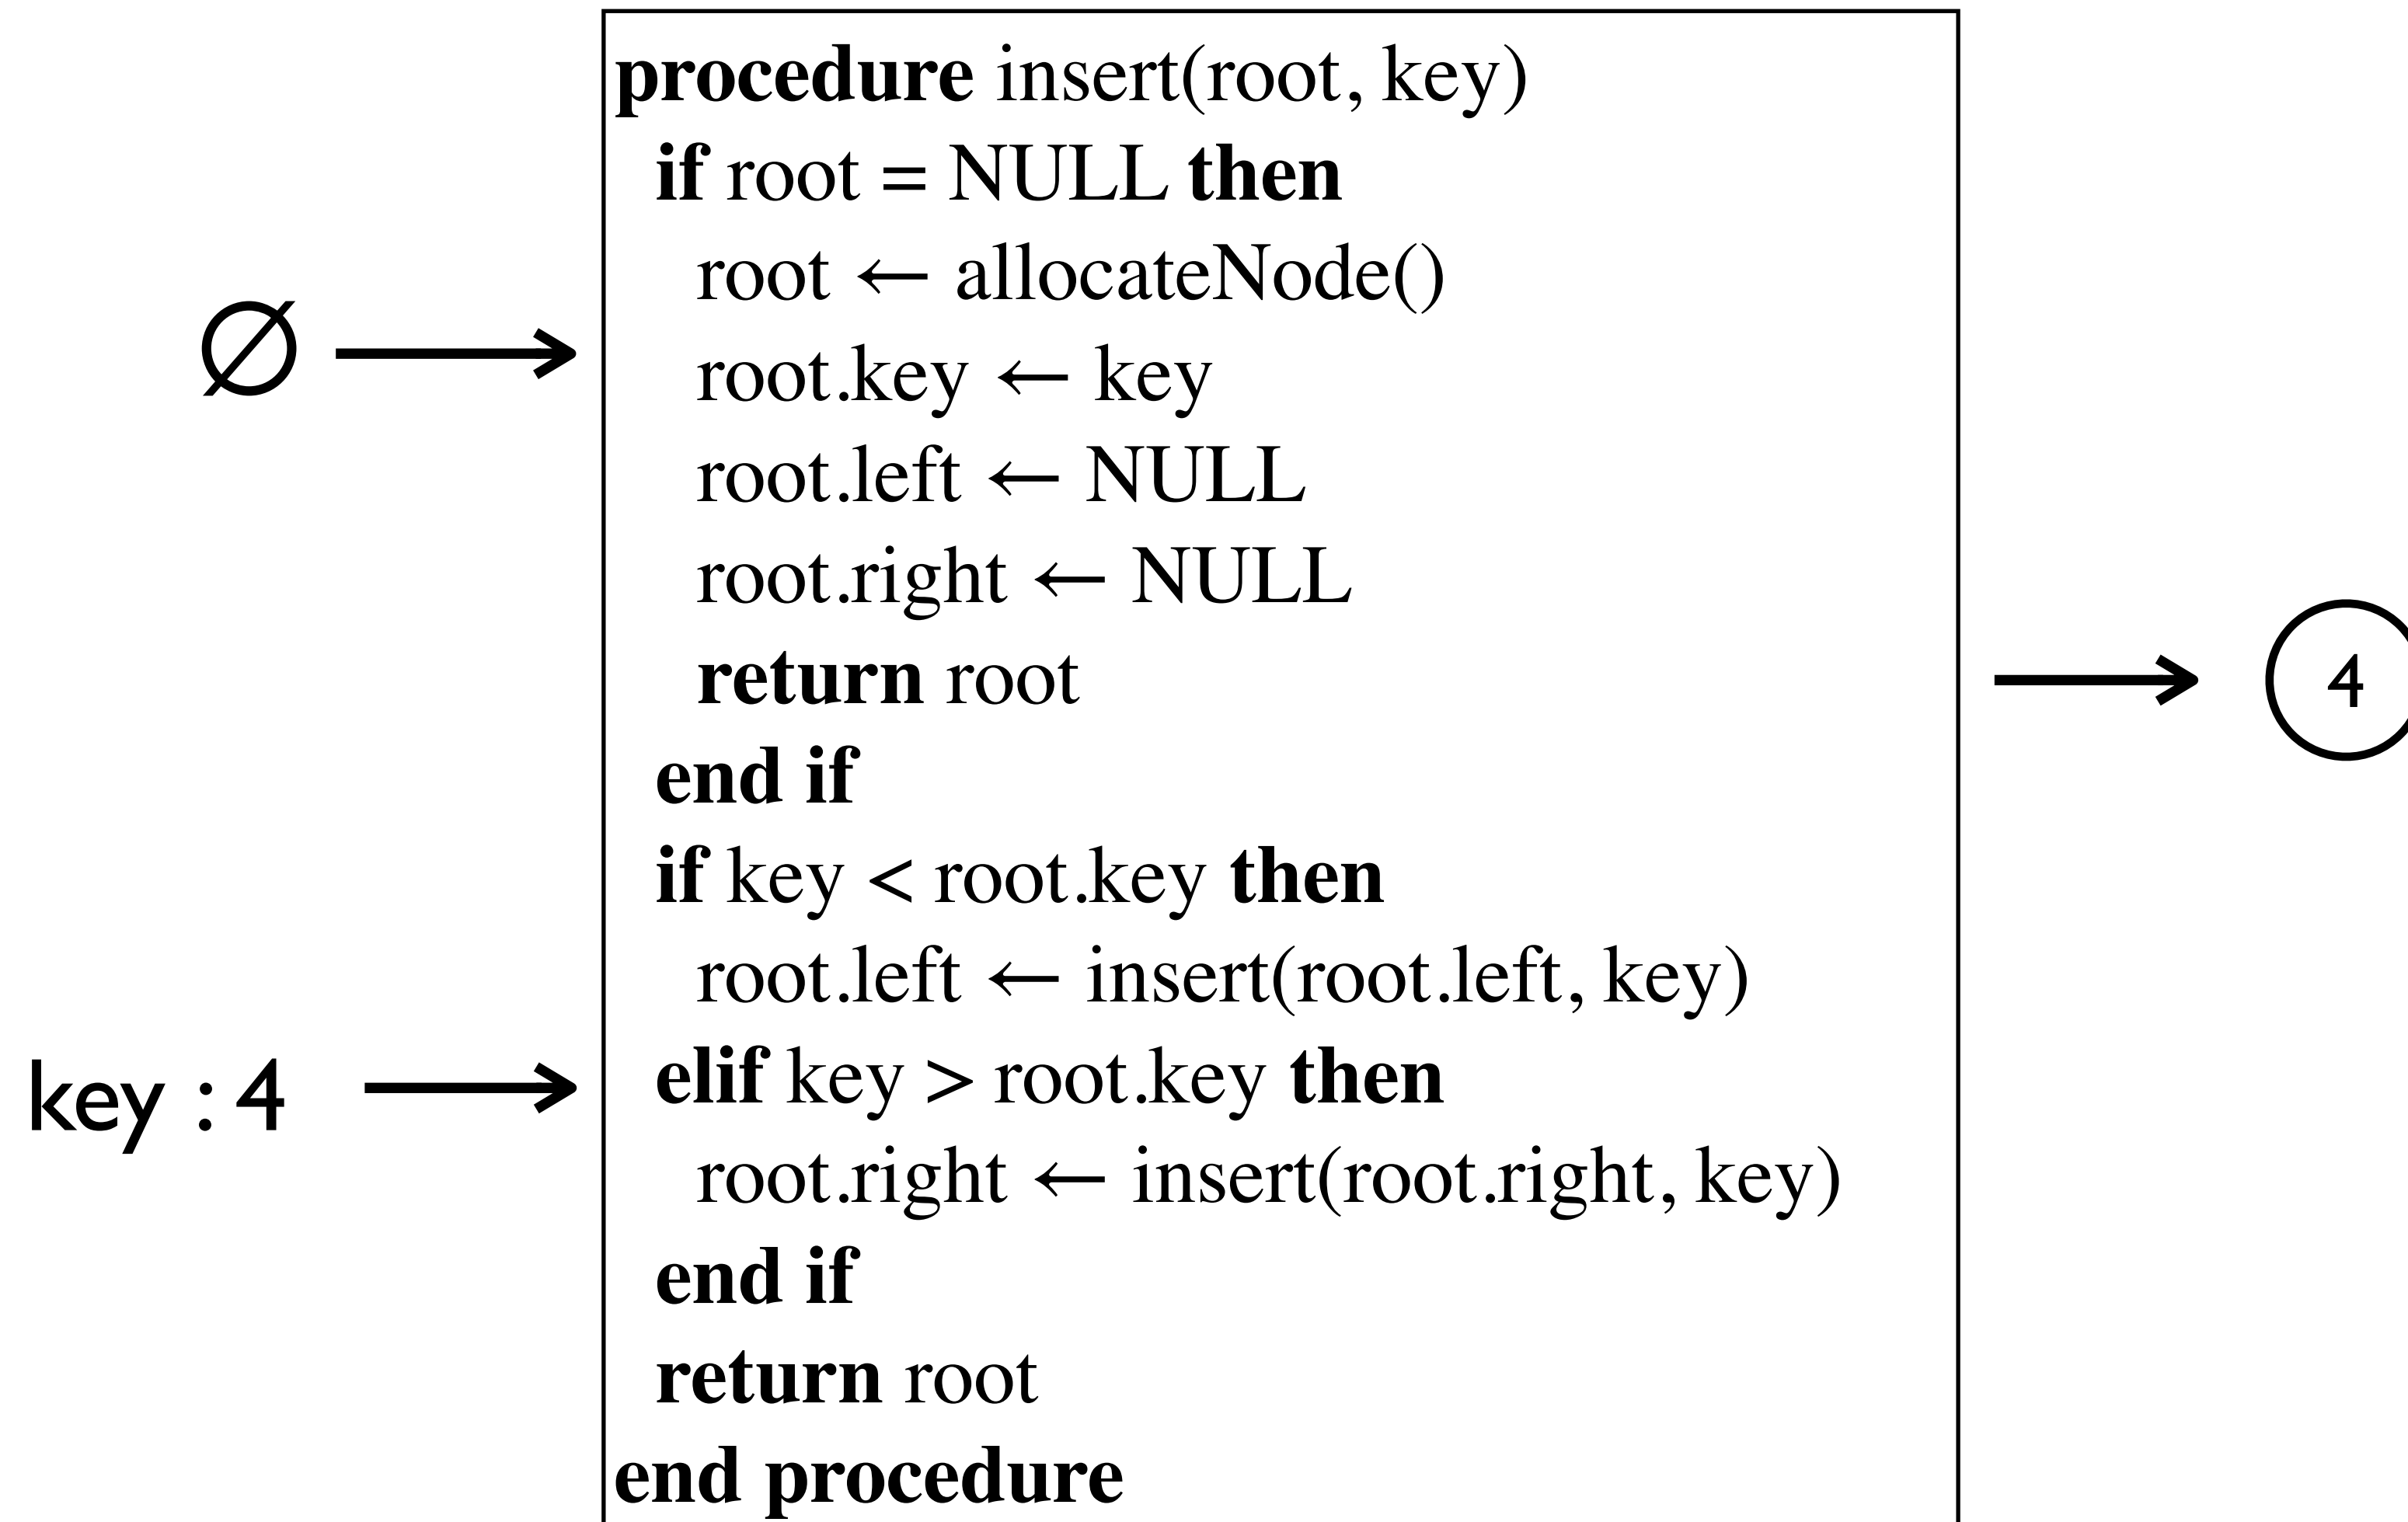 procedure insert(root, key)
if root = NULL then
root ← allocateNode()
∅
root.key ← key
root.left ← NULL
root.right ← NULL
return root
4
end if
if key < root.key then
root.left ← insert(root.left, key)
key : 4
elif key > root.key then
root.right ← insert(root.right, key)
end if
return root
end procedure